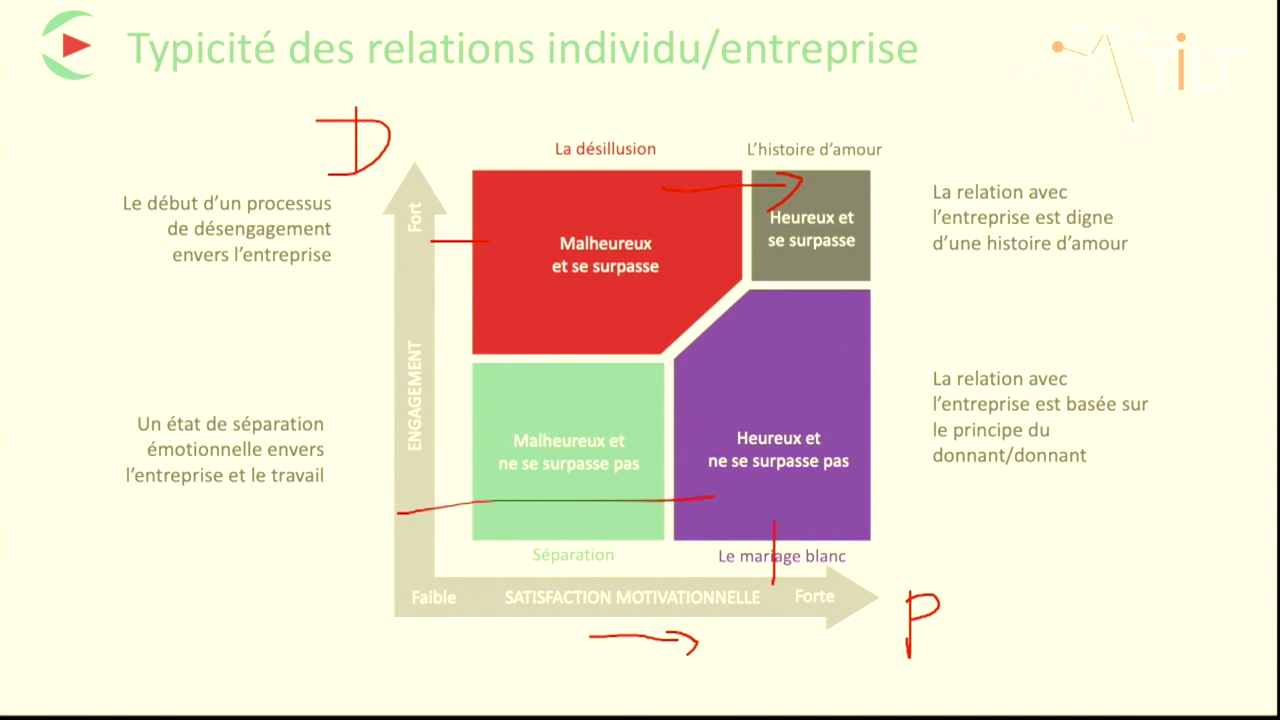 Typicité des relations individu/entreprise
TiLT
D
La désillusion
L'histoire d'amour
Le début d'un processus
de désengagement
envers l'entreprise
Fort
Malheureux
et se surpasse
Heureux et
se surpasse
La relation avec
l'entreprise est digne
d'une histoire d'amour
ENGAGEMENT
Un état de séparation
émotionnelle envers
l'entreprise et le travail
Malheureux et
ne se surpasse pas
Heureux et
ne se surpasse pas
La relation avec
l'entreprise est basée sur
le principe du
donnant/donnant
Séparation
Le mariage blanc
Faible
SATISFACTION MOTIVATIONNELLE
Forte
P